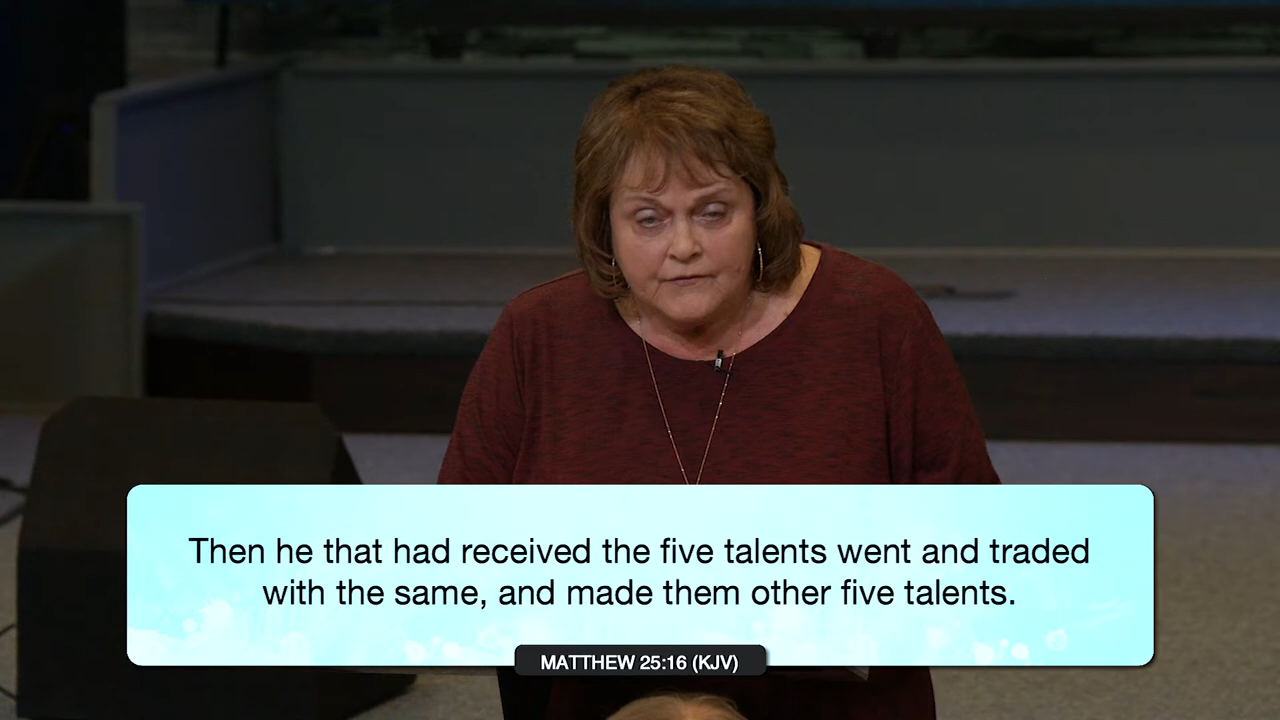 Then he that had received the five talents went and traded
with the same, and made them other five talents.
MATTHEW 25:16 (KJV)